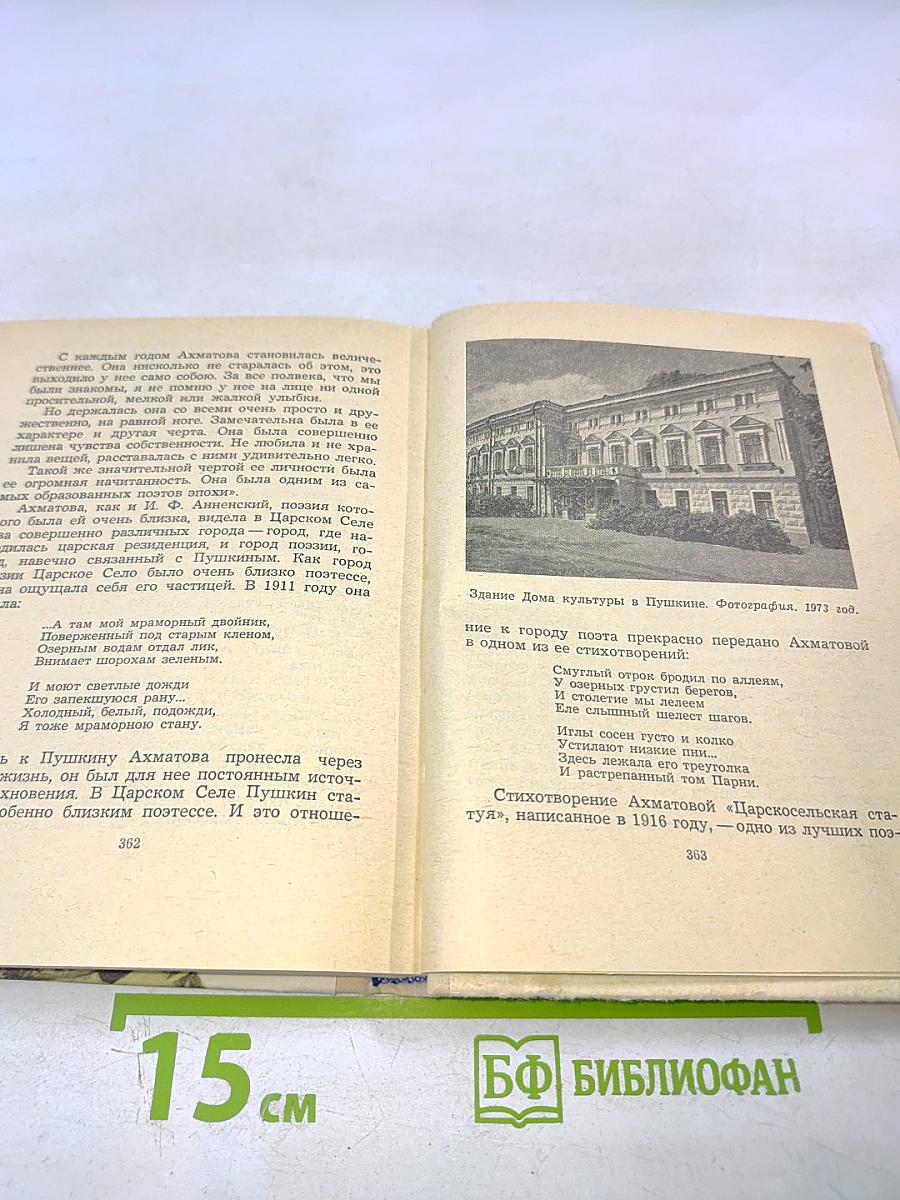 С каждым годом Ахматова становилась величе-
ственнее. Она нисколько не старалась об этом, это
выходило у нее само собою. За все полвека, что мы
были знакомы, я не помню у нее на лице ни одной
просительной, мелкой или жалкой улыбки.
Но держалась она со всеми очень просто и дру-
жественно, на равной ноге. Замечательна была в ее
характере и другая черта. Она была совершенно
лишена чувства собственности. Не любила и не хра-
нила вещей, расставалась с ними удивительно легко.
Такой же значительной чертой ее личности была
ее огромная начитанность. Она была одним из са-
мых образованных поэтов эпохи».
Ахматова, как и И. Ф. Анненский, поэзия кото-
ого была ей очень близка, видела в Царском Селе
ва совершенно различных города — город, где на-
одилась царская резиденция, и город поэзии, го-
д, навечно связанный с Пушкиным. Как город
зии Царское Село было очень близко поэтессе,
на ощущала себя его частицей. В 1911 году она
ла:
...А там мой мраморный двойник,
Поверженный под старым кленом,
Озерным водам отдал лик,
Внимает шорохам зеленым.
И моют светлые дожди
Его запекшуюся рану...
Холодный, белый, подожди,
Я тоже мраморною стану.
ь к Пушкину Ахматова пронесла через
жизнь, он был для нее постоянным источ-
хновения. В Царском Селе Пушкин ста-
обенно близким поэтессе. И это отноше-
362
Здание Дома культуры в Пушкине. Фотография. 1973 год.
ние к городу поэта прекрасно передано Ахматовой
в одном из ее стихотворений:
Смуглый отрок бродил по аллеям,
У озерных грустил берегов,
И столетие мы лелеем
Еле слышный шелест шагов.
Иглы сосен густо и колко
Устилают низкие пни...
Здесь лежала его треуголка
И растрепанный том Парни.
Стихотворение Ахматовой «Царскосельская ста-
туя», написанное в 1916 году, — одно из лучших поэ-
363
15 см
БФ БИБЛИОФАН